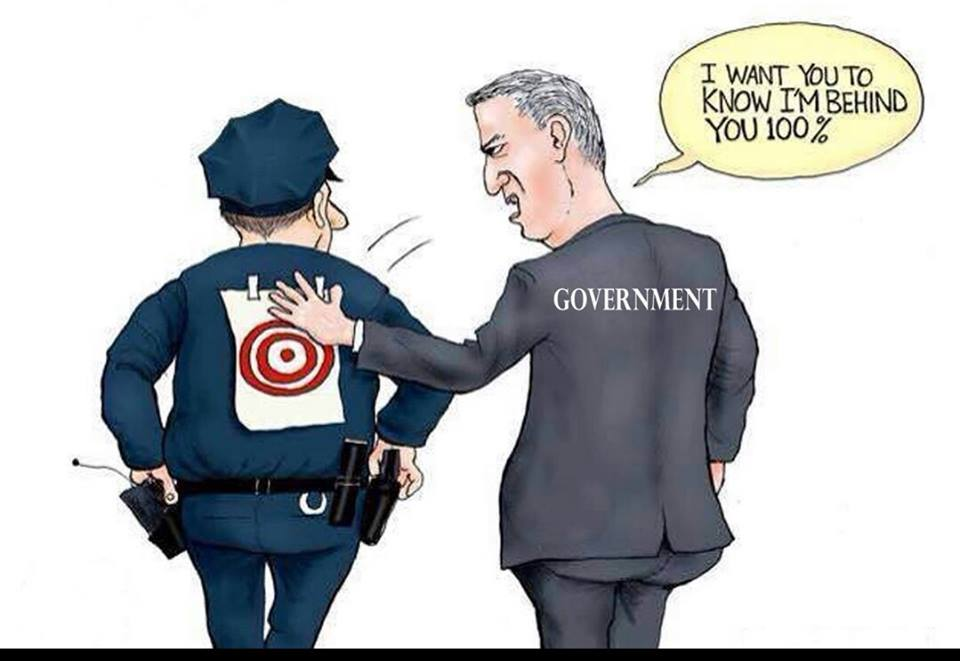 I WANT YOU TO
KNOW I'M BEHIND
YOU 100%
GOVERNMENT